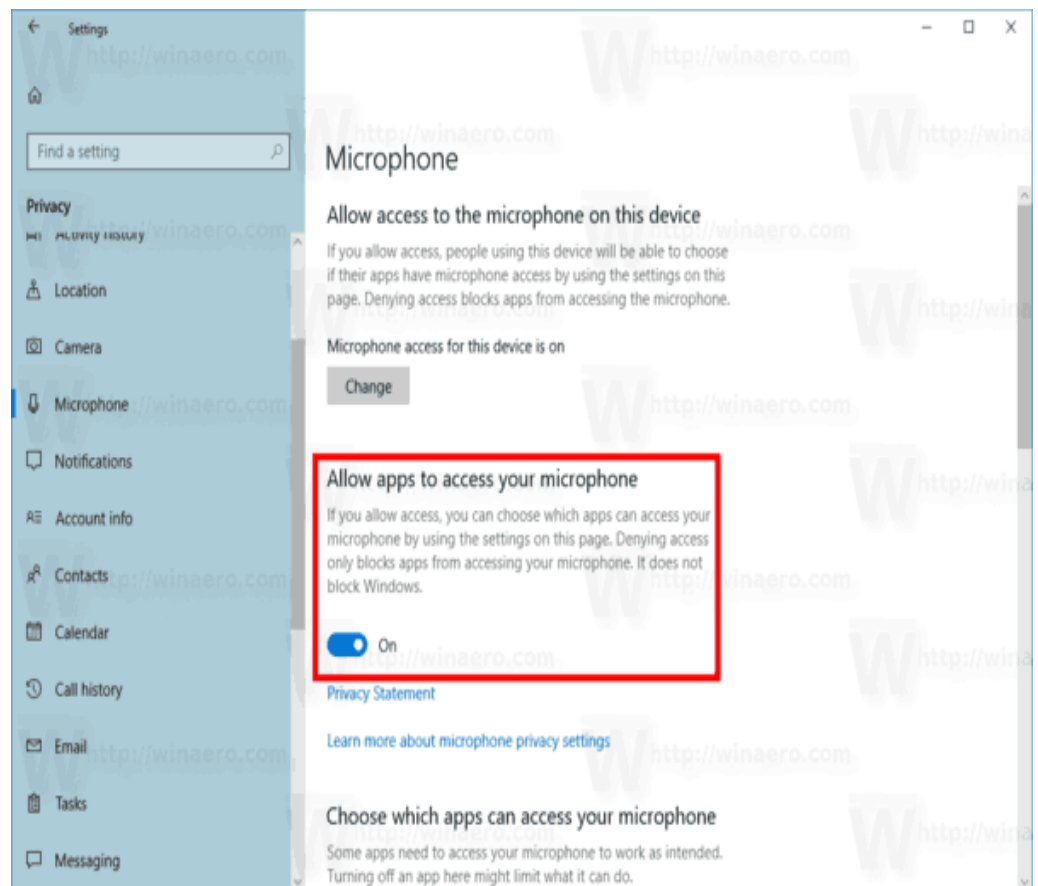 Settings
Find a setting
Privacy
Activity history
Location
Camera
Microphone
Notifications
Account info
Contacts
Calendar
Call history
Email
Tasks
Messaging
Microphone
Allow access to the microphone on this device
If you allow access, people using this device will be able to choose
if their apps have microphone access by using the settings on this
page. Denying access blocks apps from accessing the microphone.
Microphone access for this device is on
Change
Allow apps to access your microphone
If you allow access, you can choose which apps can access your
microphone by using the settings on this page. Denying access
only blocks apps from accessing your microphone. It does not
block Windows.
On
Privacy Statement
Learn more about microphone privacy settings
Choose which apps can access your microphone
Some apps need to access your microphone to work as intended.
Turning off an app here might limit what it can do.
http://winaero.com